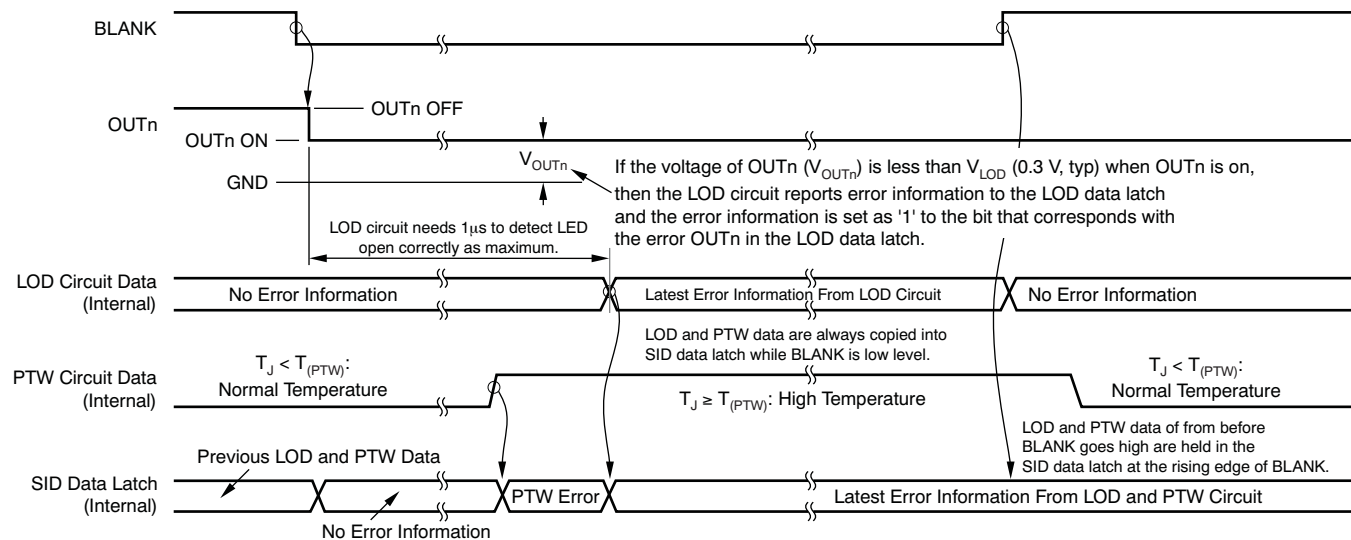 BLANK
OUTn
OUTn OFF
OUTn ON
GND
V_OUTn
If the voltage of OUTn (V_OUTn) is less than V_LOD (0.3 V, typ) when OUTn is on,
then the LOD circuit reports error information to the LOD data latch
and the error information is set as '1' to the bit that corresponds with
the error OUTn in the LOD data latch.
LOD circuit needs 1μs to detect LED
open correctly as maximum.
LOD Circuit Data
(Internal)
No Error Information
Latest Error Information From LOD Circuit
No Error Information
LOD and PTW data are always copied into
SID data latch while BLANK is low level.
PTW Circuit Data
(Internal)
T_J < T_(PTW):
Normal Temperature
T_J ≥ T_(PTW): High Temperature
T_J < T_(PTW):
Normal Temperature
LOD and PTW data of from before
BLANK goes high are held in the
SID data latch at the rising edge of BLANK.
SID Data Latch
(Internal)
Previous LOD and PTW Data
No Error Information
PTW Error
Latest Error Information From LOD and PTW Circuit